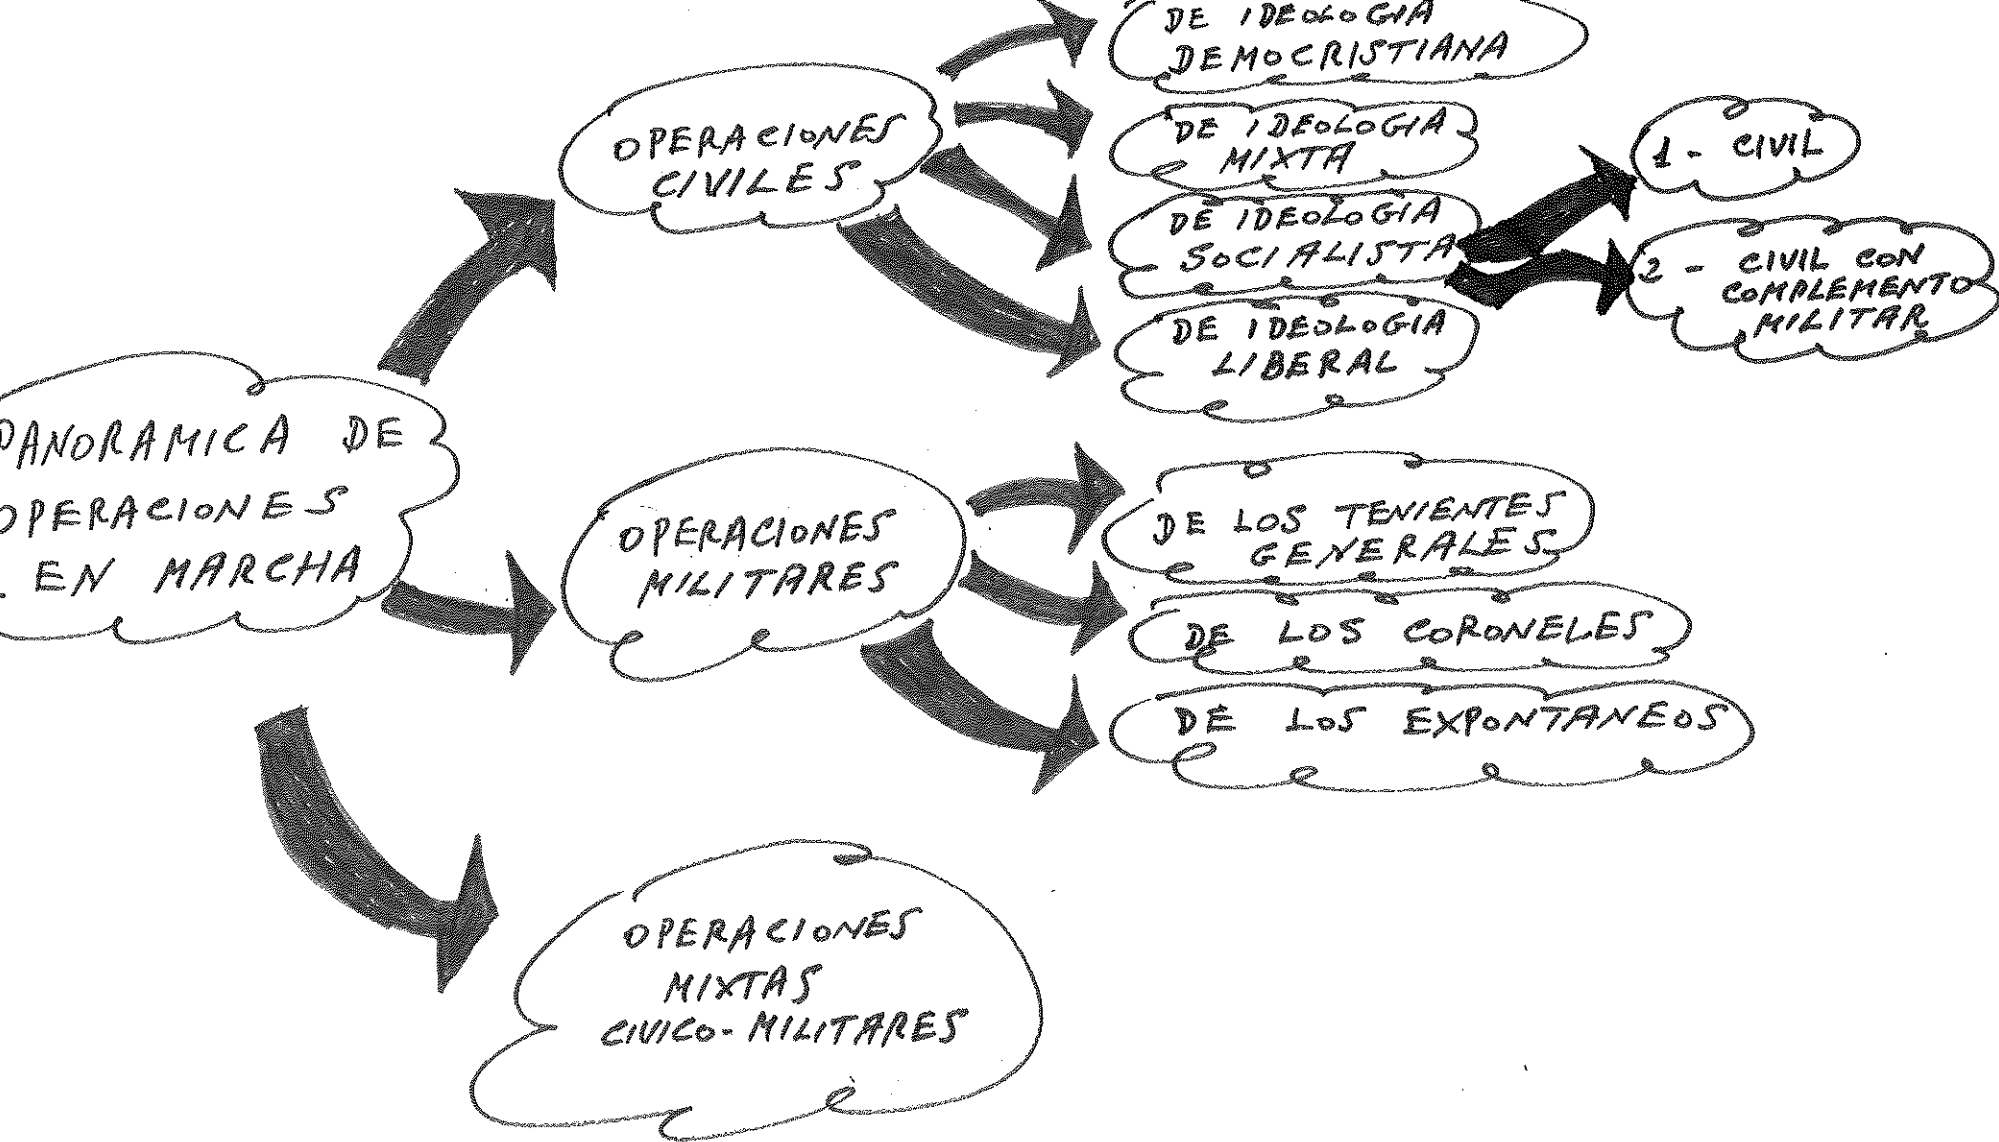 PANORAMICA DE
OPERACIONES
EN MARCHA
OPERACIONES
CIVILES
DE IDEOLOGIA
DEMOCRISTIANA
DE IDEOLOGIA
MIXTA
DE IDEOLOGIA
SOCIALISTA
1 - CIVIL
2 - CIVIL CON
COMPLEMENTO
MILITAR
DE IDEOLOGIA
LIBERAL
OPERACIONES
MILITARES
DE LOS TENIENTES
GENERALES
DE LOS CORONELES
DE LOS EXPONTANEOS
OPERACIONES
MIXTAS
CIVICO-MILITARES